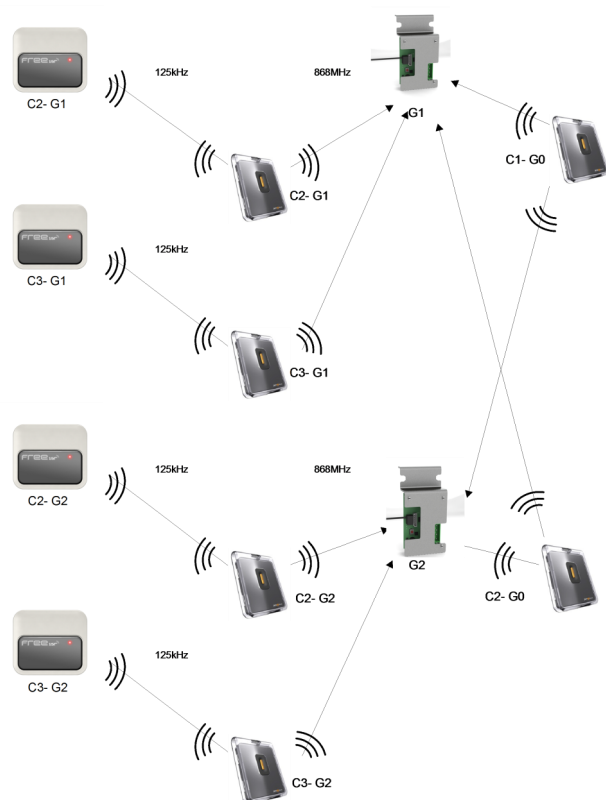 125kHz
868MHz
C2- G1
G1
C1- G0
C2- G1
125kHz
C3- G1
C3- G1
125kHz
868MHz
C2- G2
G2
C2- G2
C2- G0
125kHz
C3- G2
C3- G2